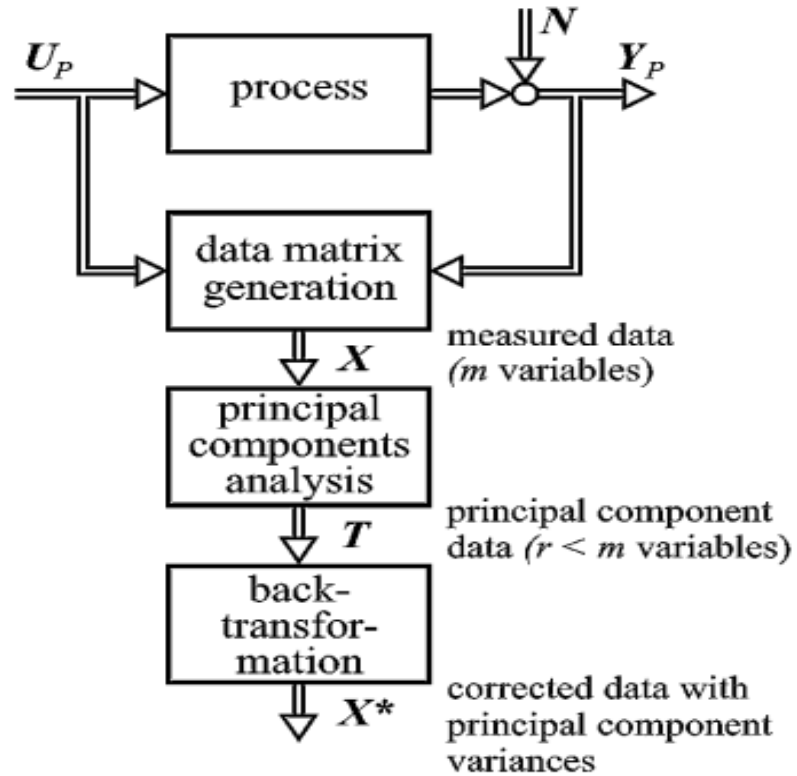 N
U_P
Y_P
process
data matrix
generation
measured data
(m variables)
X
principal
components
analysis
principal component
data (r < m variables)
T
back-
transfor-
mation
corrected data with
principal component
variances
X*